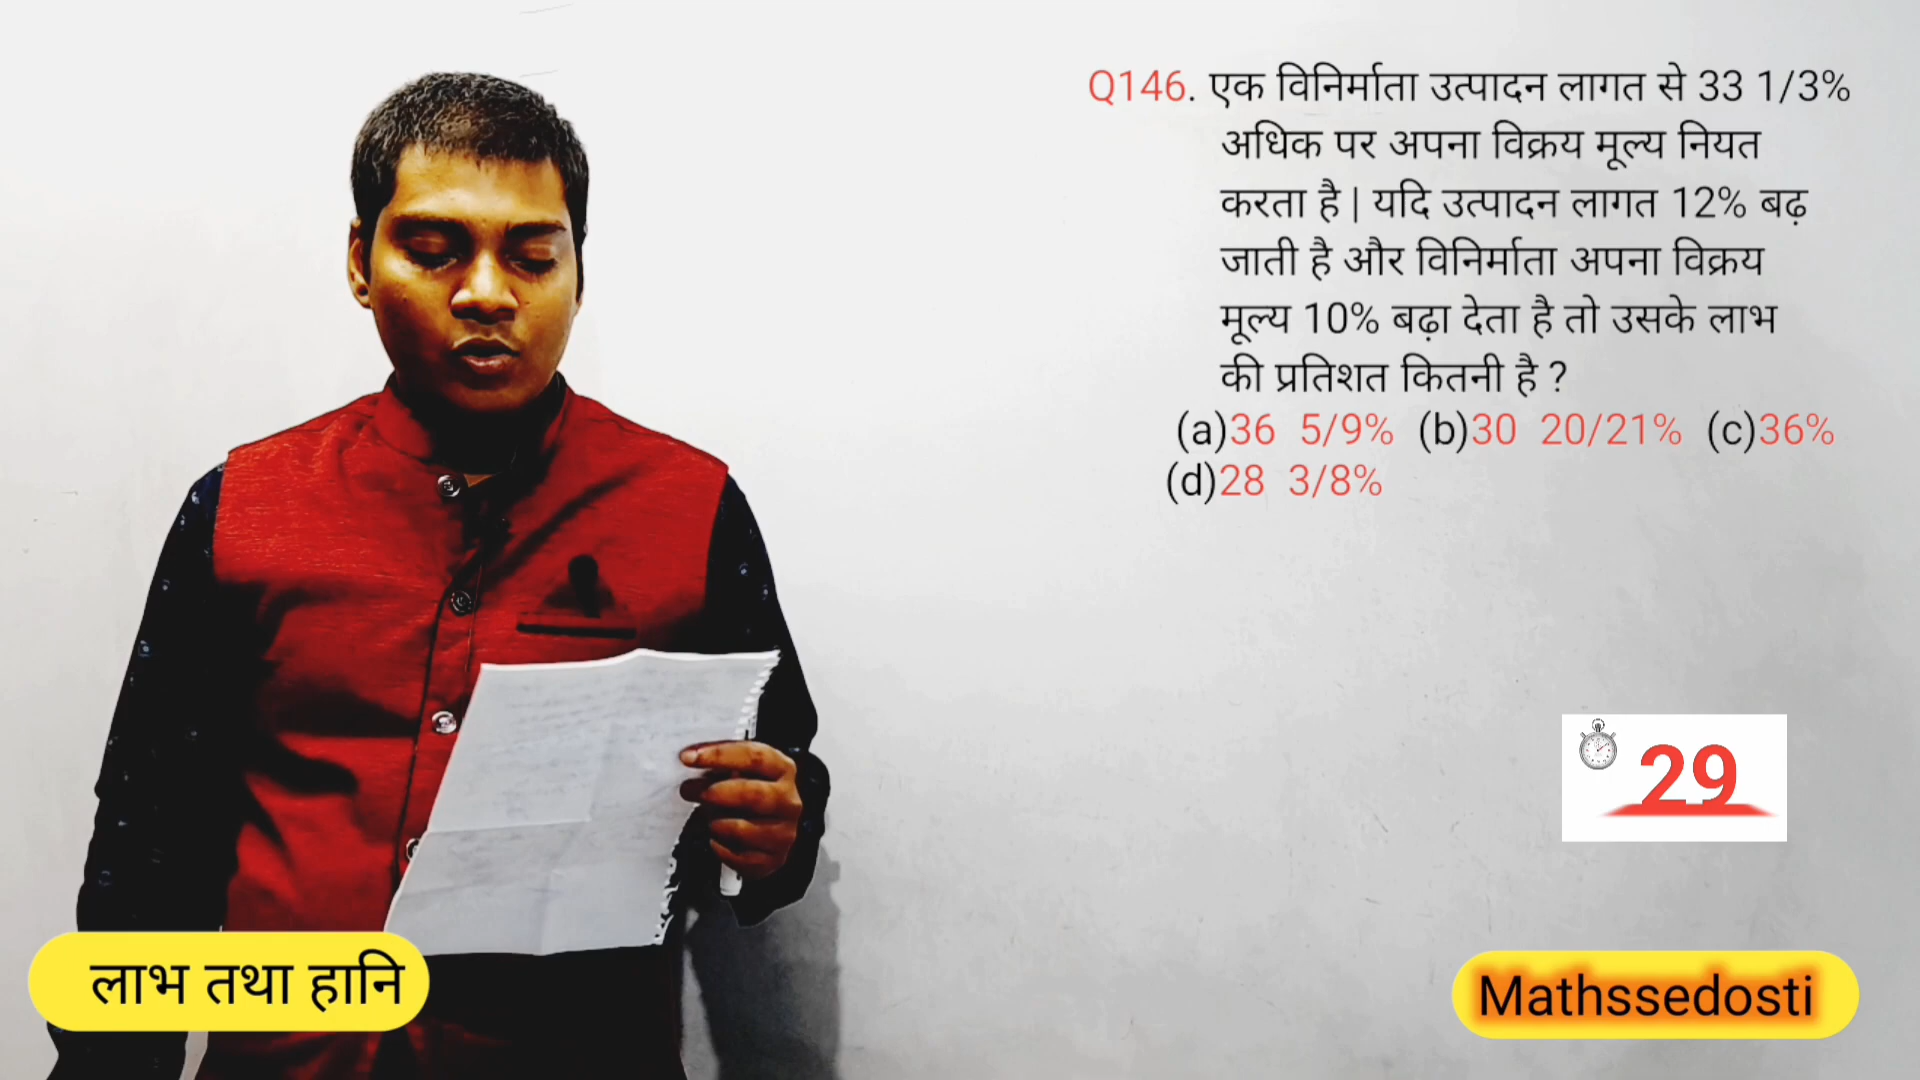 Q146. एक विनिर्माता उत्पादन लागत से 33 1/3%
अधिक पर अपना विक्रय मूल्य नियत
करता है | यदि उत्पादन लागत 12% बढ़
जाती है और विनिर्माता अपना विक्रय
मूल्य 10% बढ़ा देता है तो उसके लाभ
की प्रतिशत कितनी है ?
(a)36 5/9% (b)30 20/21% (c)36%
(d)28 3/8%
29
लाभ तथा हानि
Mathssedosti